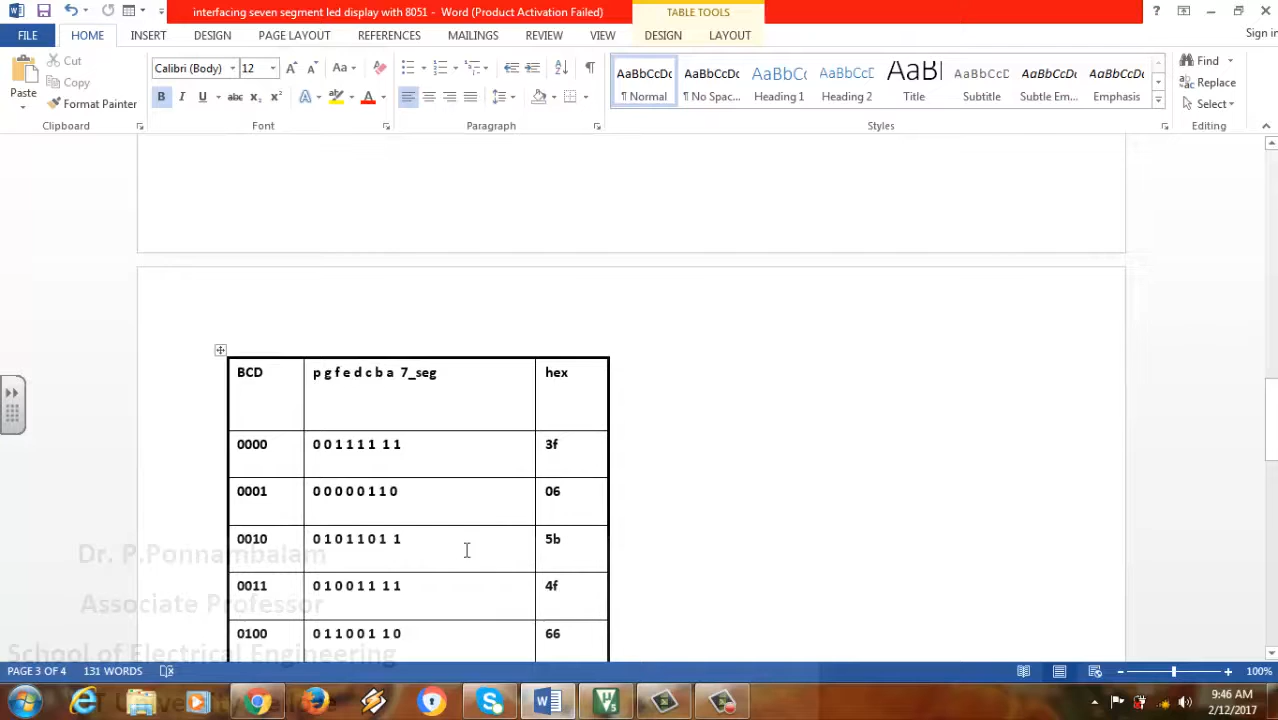 interfacing seven segment led display with 8051 - Word (Product Activation Failed)
TABLE TOOLS
FILE HOME INSERT DESIGN PAGE LAYOUT REFERENCES MAILINGS REVIEW VIEW DESIGN LAYOUT Sign in
Cut
Copy
Format Painter
Paste
Calibri (Body) 12
Clipboard Font Paragraph Styles Editing
AaBbCcDc AaBbCcDc AaBbCc AaBbCcC AaBb AaBbCcD AaBbCcDc AaBbCcDc
¶ Normal ¶ No Spac... Heading 1 Heading 2 Title Subtitle Subtle Em... Emphasis
Find
Replace
Select
BCD p g f e d c b a 7_seg hex
0000 0 0 1 1 1 1 1 1 3f
0001 0 0 0 0 0 1 1 0 06
0010 0 1 0 1 1 0 1 1 5b
0011 0 1 0 0 1 1 1 1 4f
0100 0 1 1 0 0 1 1 0 66
Dr. P.Ponnambalam
Associate Professor
School of Electrical Engineering
PAGE 3 OF 4 131 WORDS 100%
9:46 AM
2/12/2017